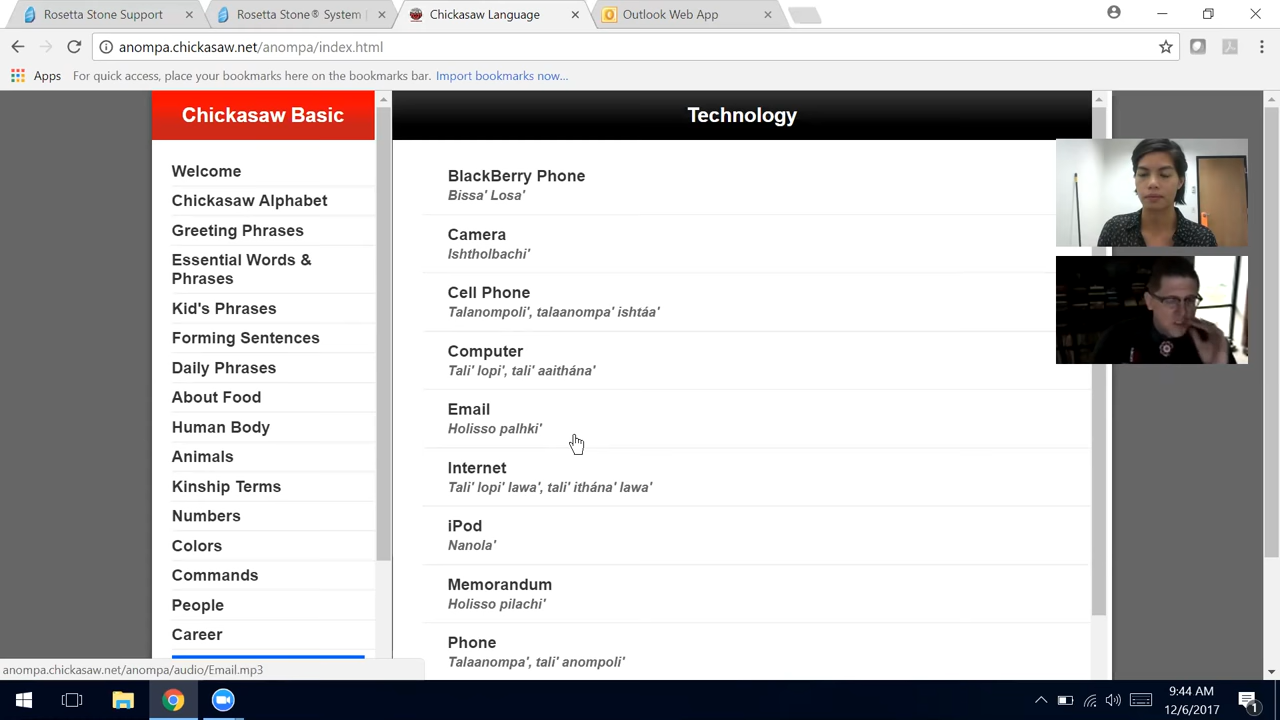 Rosetta Stone Support
Rosetta Stone® System |
Chickasaw Language
Outlook Web App
anompa.chickasaw.net/anompa/index.html
Apps
For quick access, place your bookmarks here on the bookmarks bar. Import bookmarks now...
Chickasaw Basic
Welcome
Chickasaw Alphabet
Greeting Phrases
Essential Words &
Phrases
Kid's Phrases
Forming Sentences
Daily Phrases
About Food
Human Body
Animals
Kinship Terms
Numbers
Colors
Commands
People
Career
Technology
BlackBerry Phone
Bissa' Losa'
Camera
Ishtholbachi'
Cell Phone
Talanompoli', talaanompa' ishtáa'
Computer
Tali' lopi', tali' aaithána'
Email
Holisso palhki'
Internet
Tali' lopi' lawa', tali' ithána' lawa'
iPod
Nanola'
Memorandum
Holisso pilachi'
Phone
Talaanompa', tali' anompoli'
anompa.chickasaw.net/anompa/audio/Email.mp3
9:44 AM
12/6/2017
1